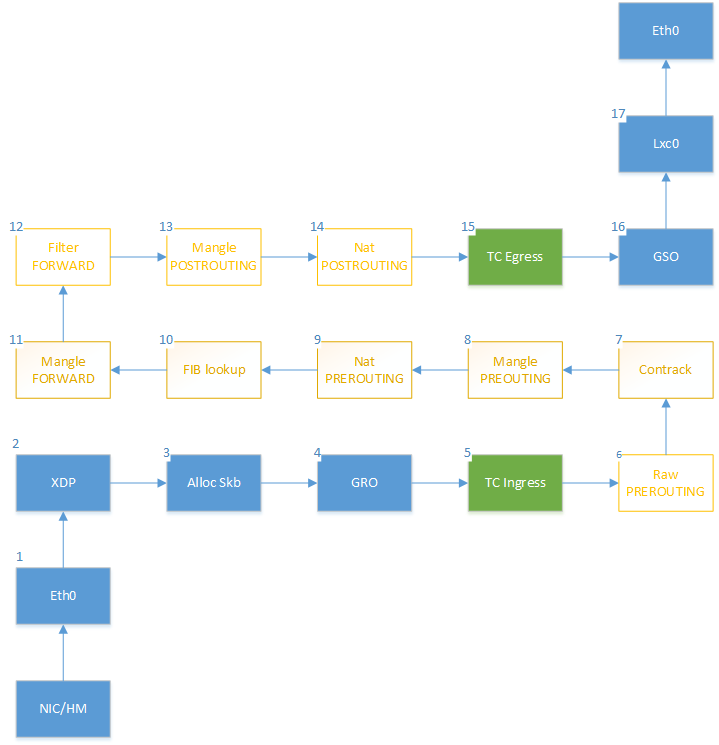 Eth0
17
Lxc0
12
Filter
FORWARD
13
Mangle
POSTROUTING
14
Nat
POSTROUTING
15
TC Egress
16
GSO
11
Mangle
FORWARD
10
FIB lookup
9
Nat
PREROUTING
8
Mangle
PREOUTING
7
Contrack
2
XDP
3
Alloc Skb
4
GRO
5
TC Ingress
6
Raw
PREROUTING
1
Eth0
NIC/HM